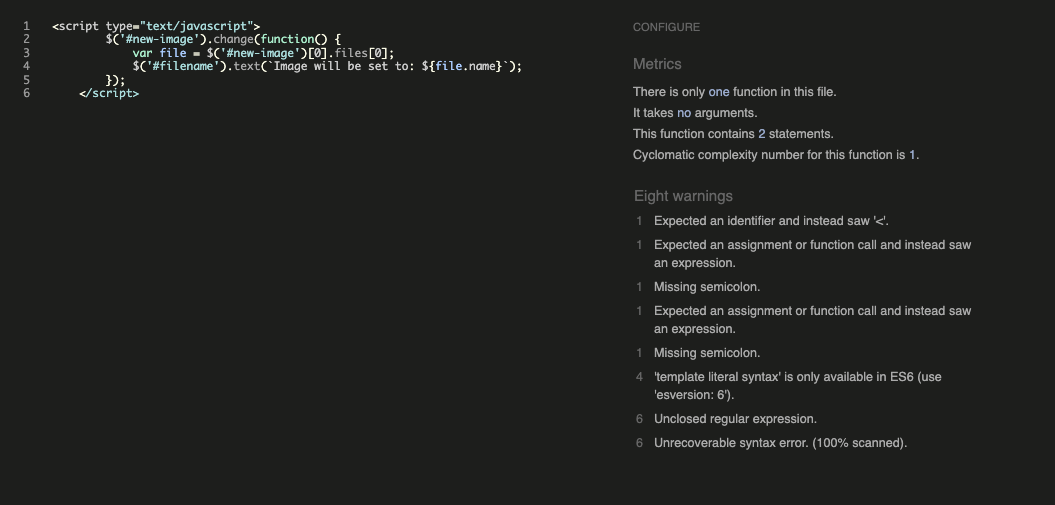 1 <script type="text/javascript">
2 $('#new-image').change(function() {
3 var file = $('#new-image')[0].files[0];
4 $('#filename').text(`Image will be set to: ${file.name}`);
5 });
6 </script>
CONFIGURE
Metrics
There is only one function in this file.
It takes no arguments.
This function contains 2 statements.
Cyclomatic complexity number for this function is 1.
Eight warnings
1 Expected an identifier and instead saw '<'.
1 Expected an assignment or function call and instead saw
an expression.
1 Missing semicolon.
1 Expected an assignment or function call and instead saw
an expression.
1 Missing semicolon.
4 'template literal syntax' is only available in ES6 (use
'esversion: 6').
6 Unclosed regular expression.
6 Unrecoverable syntax error. (100% scanned).